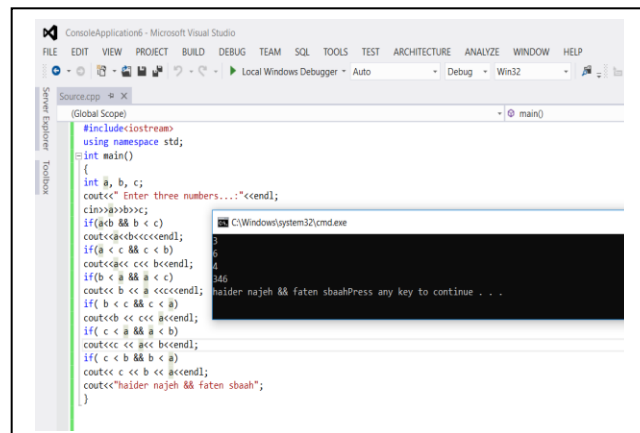 ConsoleApplication6 - Microsoft Visual Studio
FILE EDIT VIEW PROJECT BUILD DEBUG TEAM SQL TOOLS TEST ARCHITECTURE ANALYZE WINDOW HELP
Local Windows Debugger Auto Debug Win32
Server Explorer
Toolbox
Source.cpp
(Global Scope) main()
#include<iostream>
using namespace std;
int main()
{
int a, b, c;
cout<<" Enter three numbers...:"<<endl;
cin>>a>>b>>c;
if(a<b && b < c)
cout<<a<<b<<c<<endl;
if(a < c && c < b)
cout<<a<< c<< b<<endl;
if(b < a && a < c)
cout<< b << a <<c<<endl;
if( b < c && c < a)
cout<<b << c<< a<<endl;
if( c < a && a < b)
cout<<c << a<< b<<endl;
if( c < b && b < a)
cout<< c << b << a<<endl;
cout<<"haider najeh && faten sbaah";
}
C:\Windows\system32\cmd.exe
3
6
4
346
haider najeh && faten sbaahPress any key to continue . . .